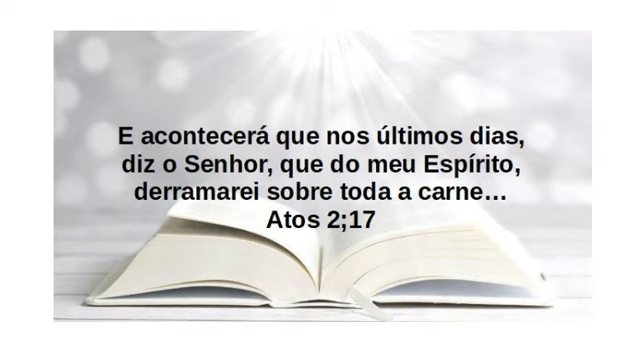 E acontecerá que nos últimos dias,
diz o Senhor, que do meu Espírito,
derramarei sobre toda a carne…
Atos 2;17